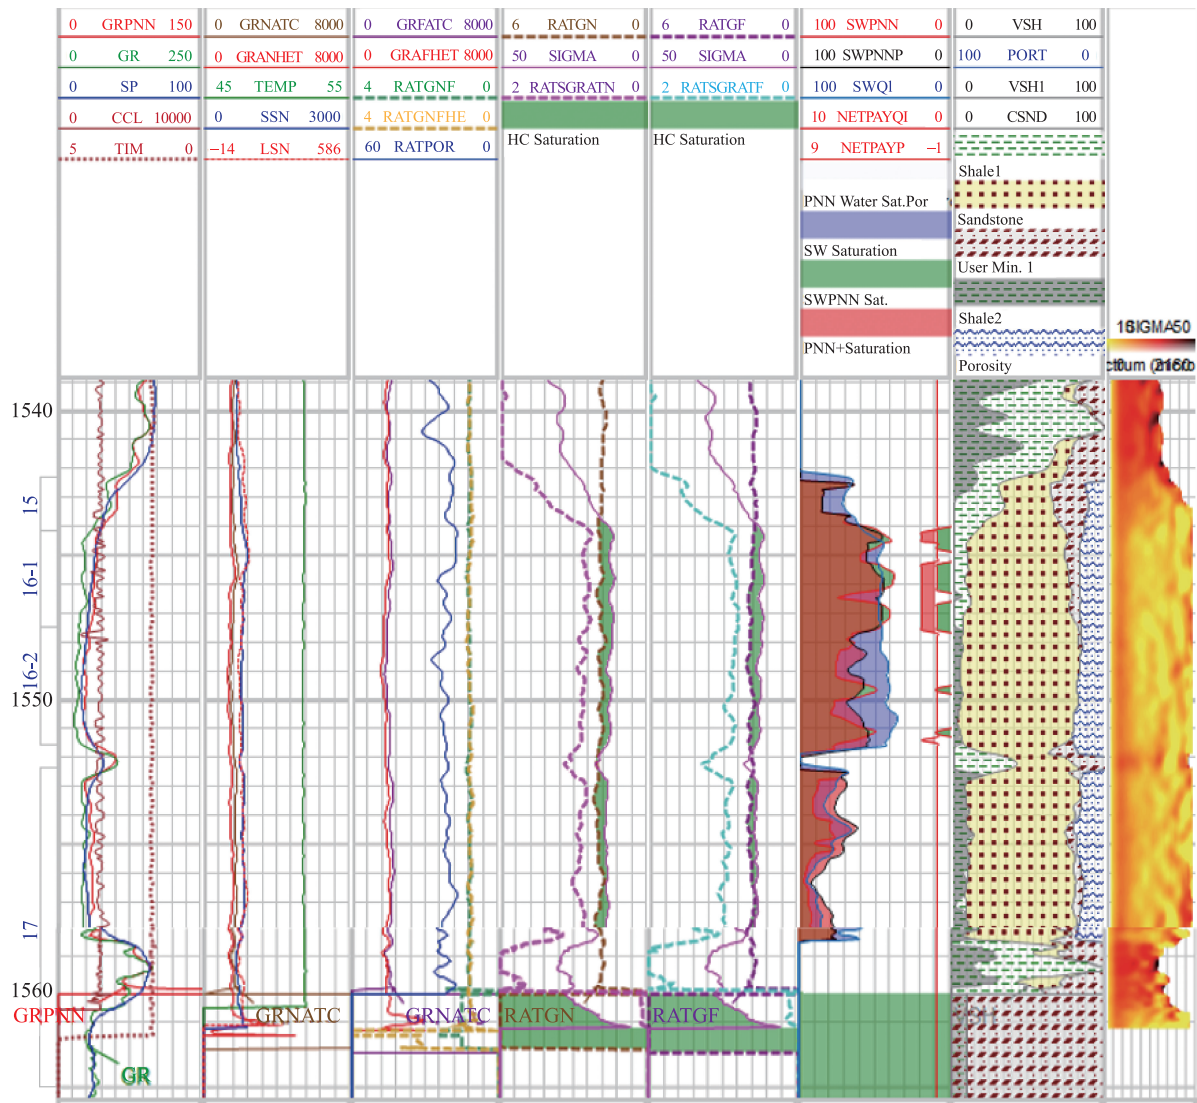 0 GRPNN 150
0 GR 250
0 SP 100
0 CCL 10000
5 TIM 0
0 GRNATC 8000
0 GRANHET 8000
45 TEMP 55
0 SSN 3000
−14 LSN 586
0 GRFATC 8000
0 GRAFHET 8000
4 RATGNF 0
4 RATGNFHE 0
60 RATPOR 0
6 RATGN 0
50 SIGMA 0
2 RATSGRATN 0
HC Saturation
6 RATGF 0
50 SIGMA 0
2 RATSGRATF 0
HC Saturation
100 SWPNN 0
100 SWPNNP 0
100 SWQI 0
10 NETPAYQI 0
9 NETPAYP −1
PNN Water Sat.Por
SW Saturation
SWPNN Sat.
PNN+Saturation
0 VSH 100
100 PORT 0
0 VSH1 100
0 CSND 100
Shale1
Sandstone
User Min. 1
Shale2
Porosity
SIGMA50
1540
15
16-1
16-2
1550
17
1560
GRPNN
GRNATC
GRNATC
RATGN
RATGF
VSH
GR